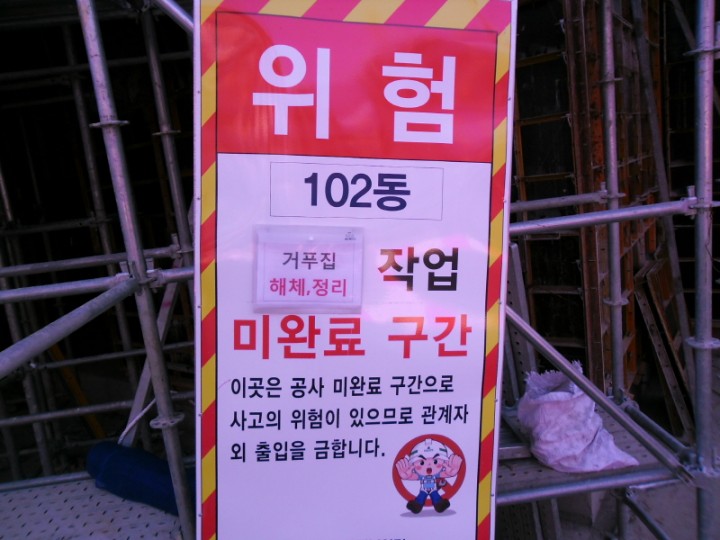 위험
102동
거푸집
해체,정리
작업
미완료 구간
이곳은 공사 미완료 구간으로
사고의 위험이 있으므로 관계자
외 출입을 금합니다.